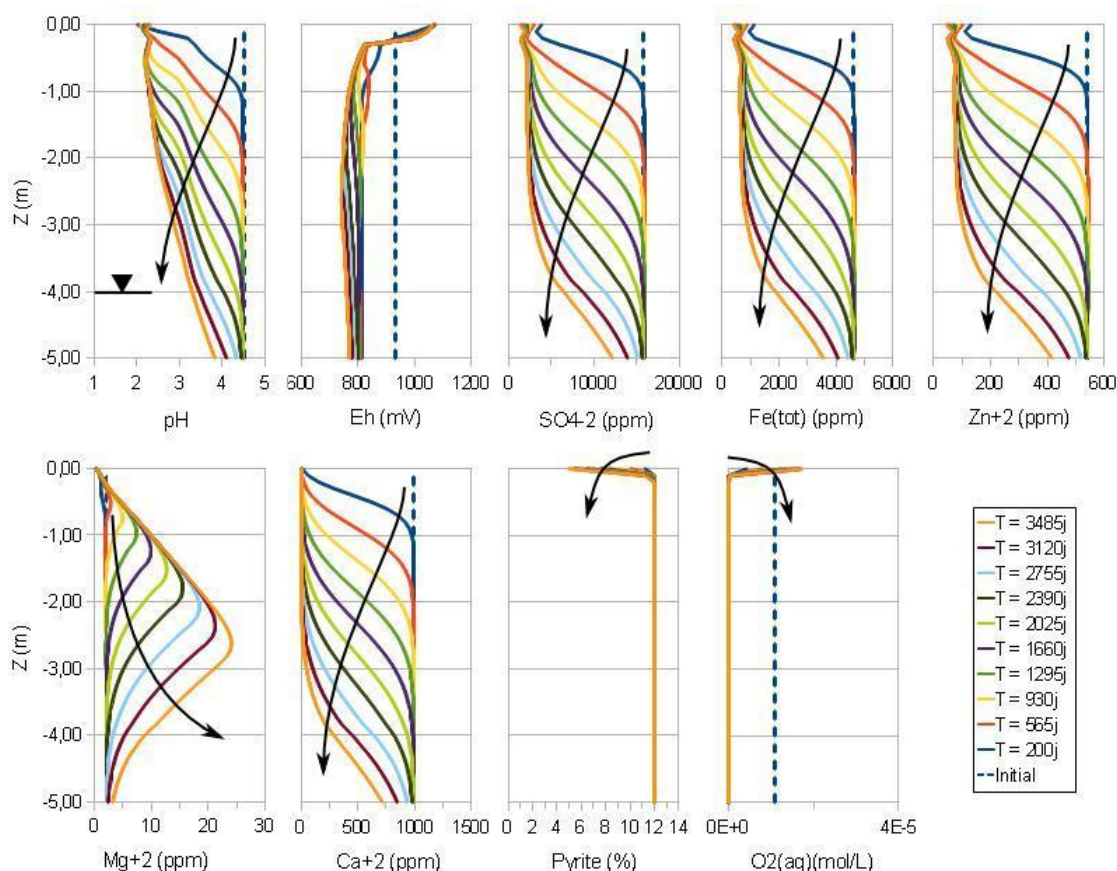 0,00
-1,00
-2,00
-3,00
-4,00
-5,00
Z (m)
1 2 3 4 5
pH
600 800 1000 1200
Eh (mV)
0 10000 20000
SO4-2 (ppm)
0 2000 4000 6000
Fe(tot) (ppm)
0 200 400 600
Zn+2 (ppm)
0,00
-1,00
-2,00
-3,00
-4,00
-5,00
Z (m)
0 10 20 30
Mg+2 (ppm)
0 500 1000 1500
Ca+2 (ppm)
0 2 4 6 8 10 12 14
Pyrite (%)
0E+0 4E-5
O2(aq)(mol/L)
T = 3485j
T = 3120j
T = 2755j
T = 2390j
T = 2025j
T = 1660j
T = 1295j
T = 930j
T = 565j
T = 200j
Initial